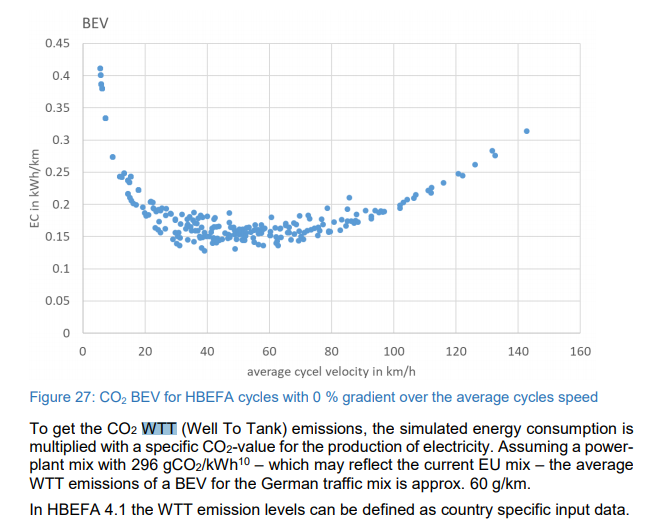 BEV
0.45
0.4
0.35
0.3
0.25
0.2
0.15
0.1
0.05
0
EC in kWh/km
0 20 40 60 80 100 120 140 160
average cycel velocity in km/h
Figure 27: CO₂ BEV for HBEFA cycles with 0 % gradient over the average cycles speed
To get the CO₂ WTT (Well To Tank) emissions, the simulated energy consumption is
multiplied with a specific CO₂-value for the production of electricity. Assuming a power-
plant mix with 296 gCO₂/kWh¹⁰ – which may reflect the current EU mix – the average
WTT emissions of a BEV for the German traffic mix is approx. 60 g/km.
In HBEFA 4.1 the WTT emission levels can be defined as country specific input data.